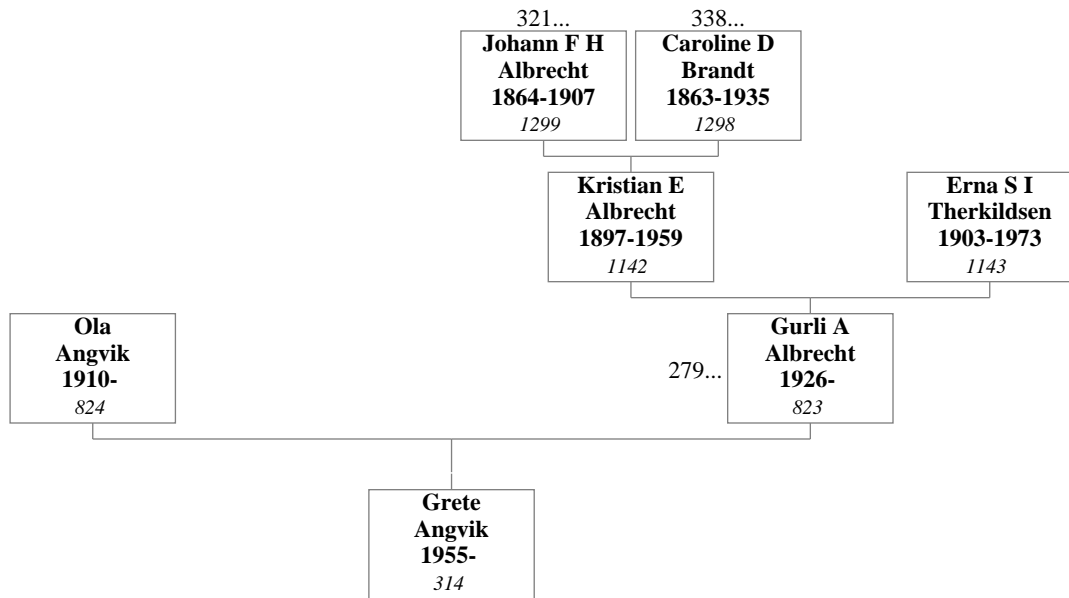 321...
Johann F H
Albrecht
1864-1907
1299
338...
Caroline D
Brandt
1863-1935
1298
Kristian E
Albrecht
1897-1959
1142
Erna S I
Therkildsen
1903-1973
1143
Ola
Angvik
1910-
824
279...
Gurli A
Albrecht
1926-
823
Grete
Angvik
1955-
314